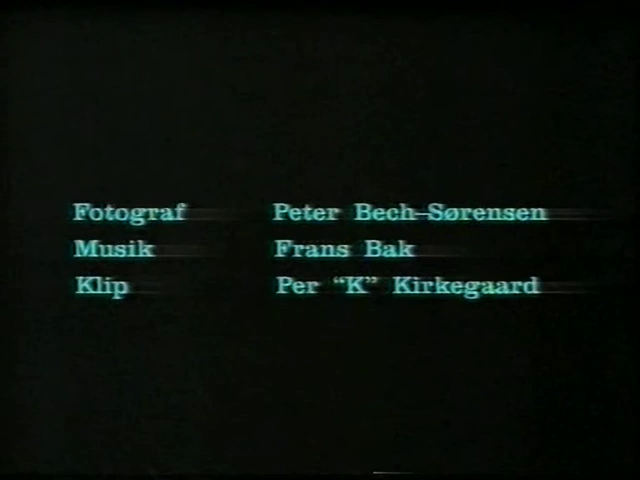 Fotograf Peter Bech-Sørensen
Musik Frans Bak
Klip Per "K" Kirkegaard